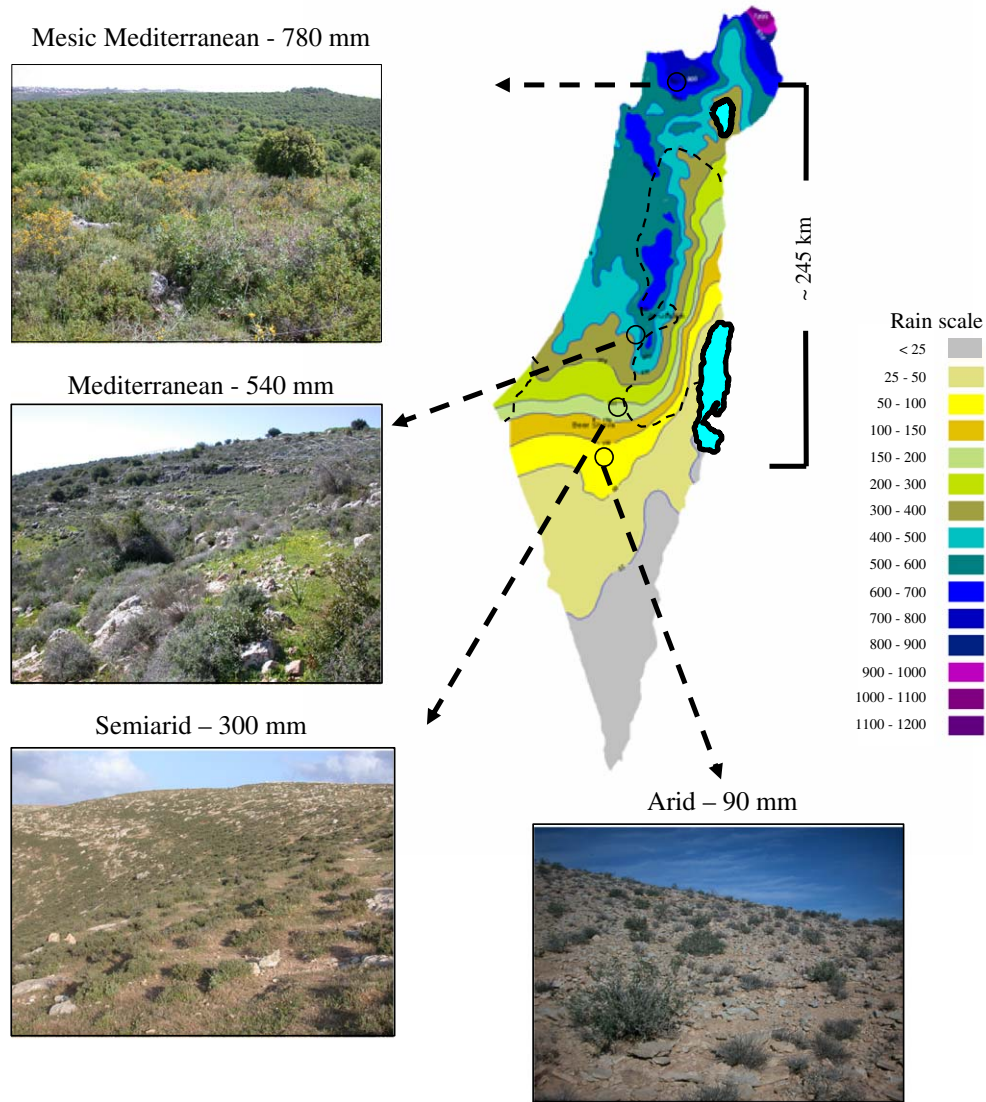 Mesic Mediterranean - 780 mm
~ 245 km
Rain scale
< 25
25 - 50
50 - 100
100 - 150
150 - 200
200 - 300
300 - 400
400 - 500
500 - 600
600 - 700
700 - 800
800 - 900
900 - 1000
1000 - 1100
1100 - 1200
Mediterranean - 540 mm
Semiarid – 300 mm
Arid – 90 mm